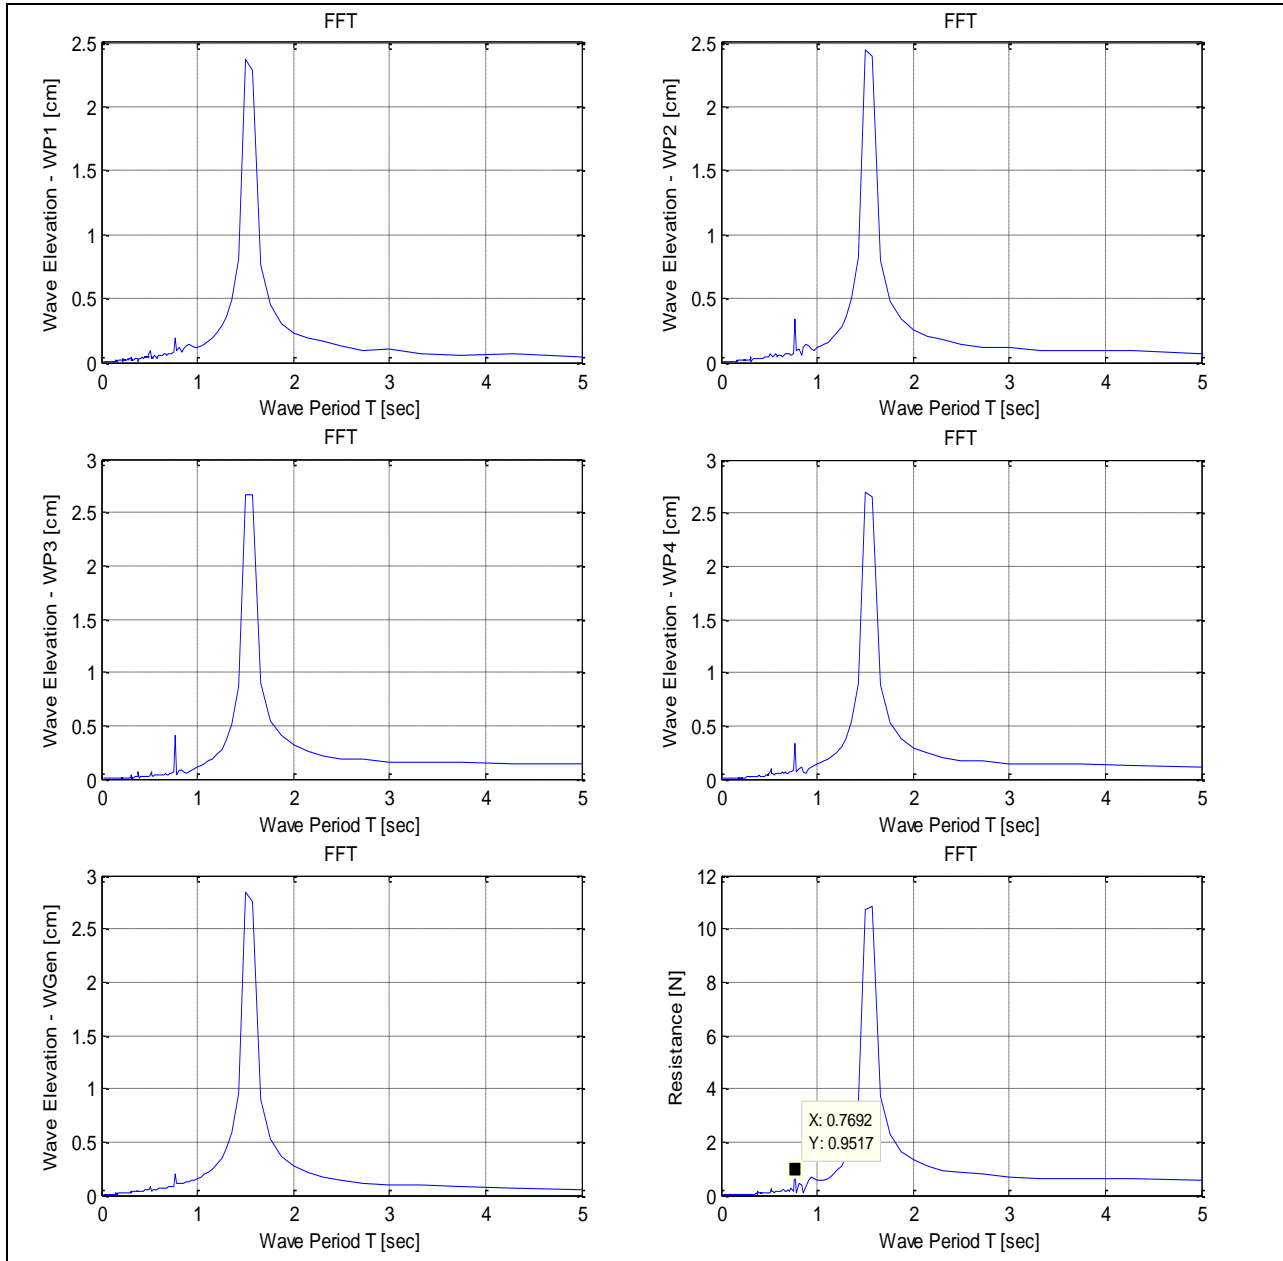 FFT
Wave Elevation - WP1 [cm]
2.5
2
1.5
1
0.5
0
0 1 2 3 4 5
Wave Period T [sec]
FFT
Wave Elevation - WP2 [cm]
2.5
2
1.5
1
0.5
0
0 1 2 3 4 5
Wave Period T [sec]
FFT
Wave Elevation - WP3 [cm]
3
2.5
2
1.5
1
0.5
0
0 1 2 3 4 5
Wave Period T [sec]
FFT
Wave Elevation - WP4 [cm]
3
2.5
2
1.5
1
0.5
0
0 1 2 3 4 5
Wave Period T [sec]
FFT
Wave Elevation - WGen [cm]
3
2.5
2
1.5
1
0.5
0
0 1 2 3 4 5
Wave Period T [sec]
FFT
Resistance [N]
12
10
8
6
4
2
0
X: 0.7692
Y: 0.9517
0 1 2 3 4 5
Wave Period T [sec]